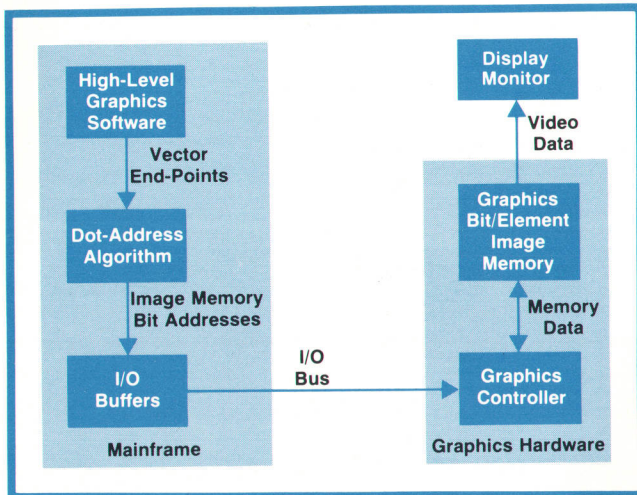 High-Level
Graphics
Software
Vector
End-Points
Dot-Address
Algorithm
Image Memory
Bit Addresses
I/O
Buffers
Mainframe
I/O
Bus
Display
Monitor
Video
Data
Graphics
Bit/Element
Image
Memory
Memory
Data
Graphics
Controller
Graphics Hardware